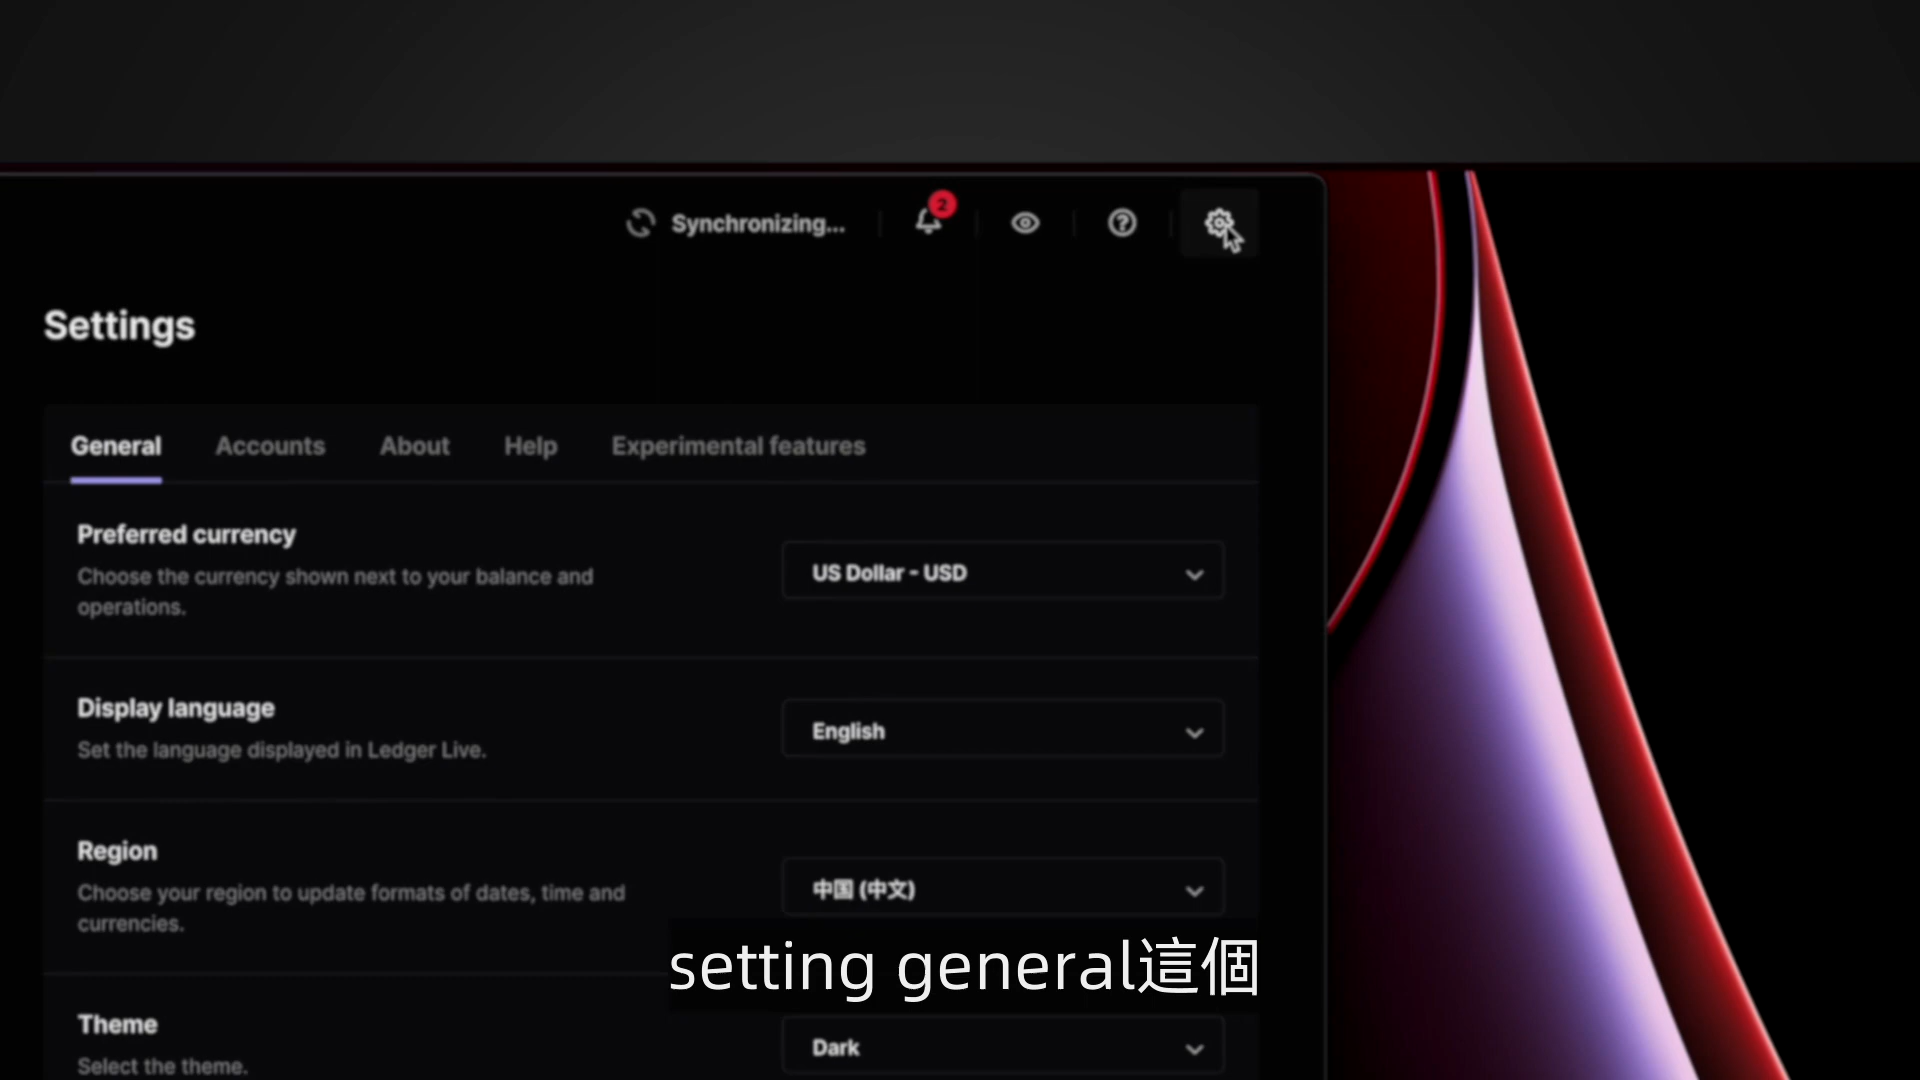 Synchronizing...
2
Settings
General Accounts About Help Experimental features
Preferred currency
Choose the currency shown next to your balance and
operations.
US Dollar - USD
Display language
Set the language displayed in Ledger Live.
English
Region
Choose your region to update formats of dates, time and
currencies.
中国 (中文)
setting general這個
Theme
Select the theme.
Dark